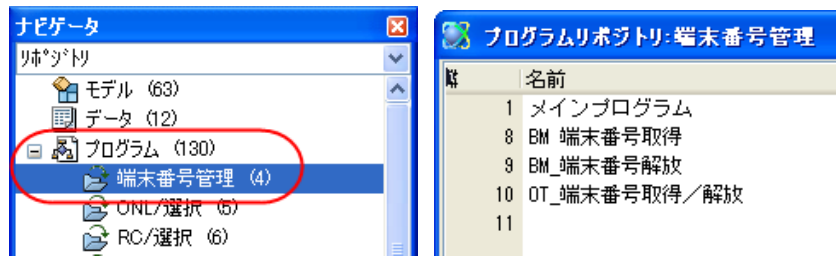 ナビゲータ
リポジトリ
モデル (63)
データ (12)
プログラム (130)
端末番号管理 (4)
ONL/選択 (5)
RC/選択 (6)
プログラムリポジトリ:端末番号管理
# 名前
1 メインプログラム
8 BM 端末番号取得
9 BM_端末番号解放
10 OT_端末番号取得/解放
11